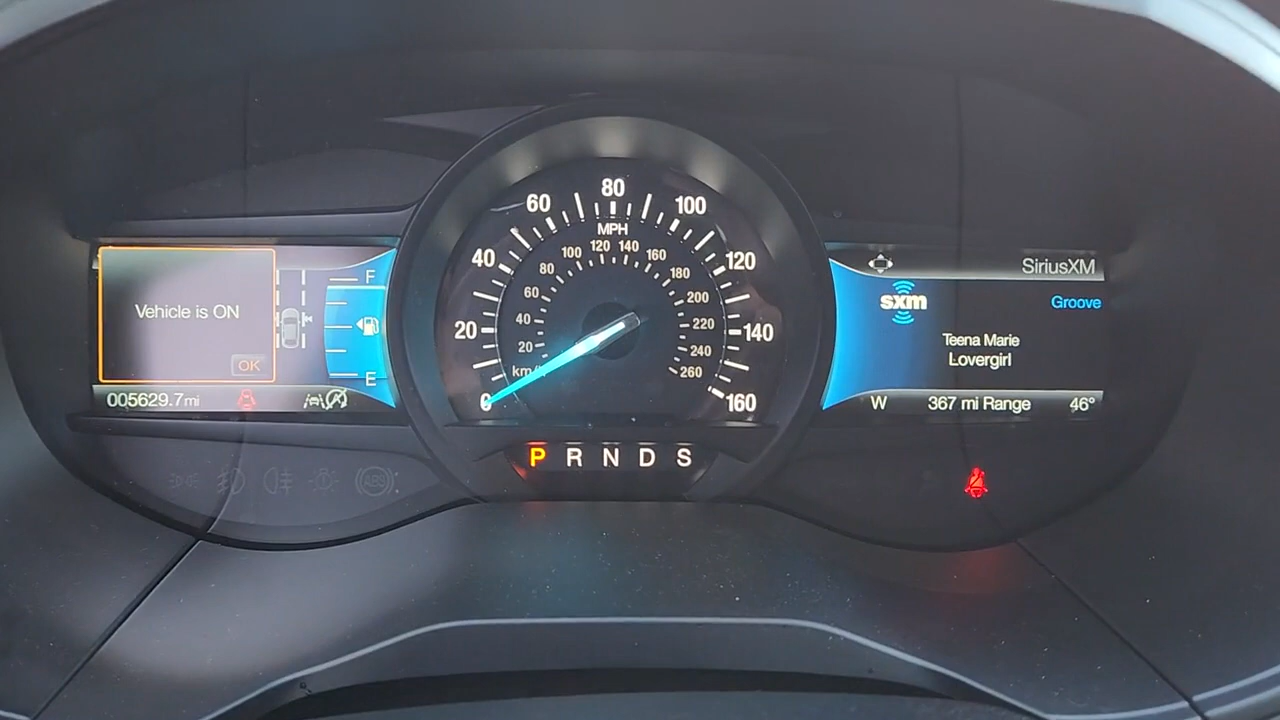 Vehicle is ON
OK
F
E
005629.7mi
0
20
40
60
80
100
120
140
160
MPH
20
40
60
80
100
120
140
160
180
200
220
240
260
P R N D S
ABS
SiriusXM
sxm
Groove
Teena Marie
Lovergirl
W 367 mi Range 46°